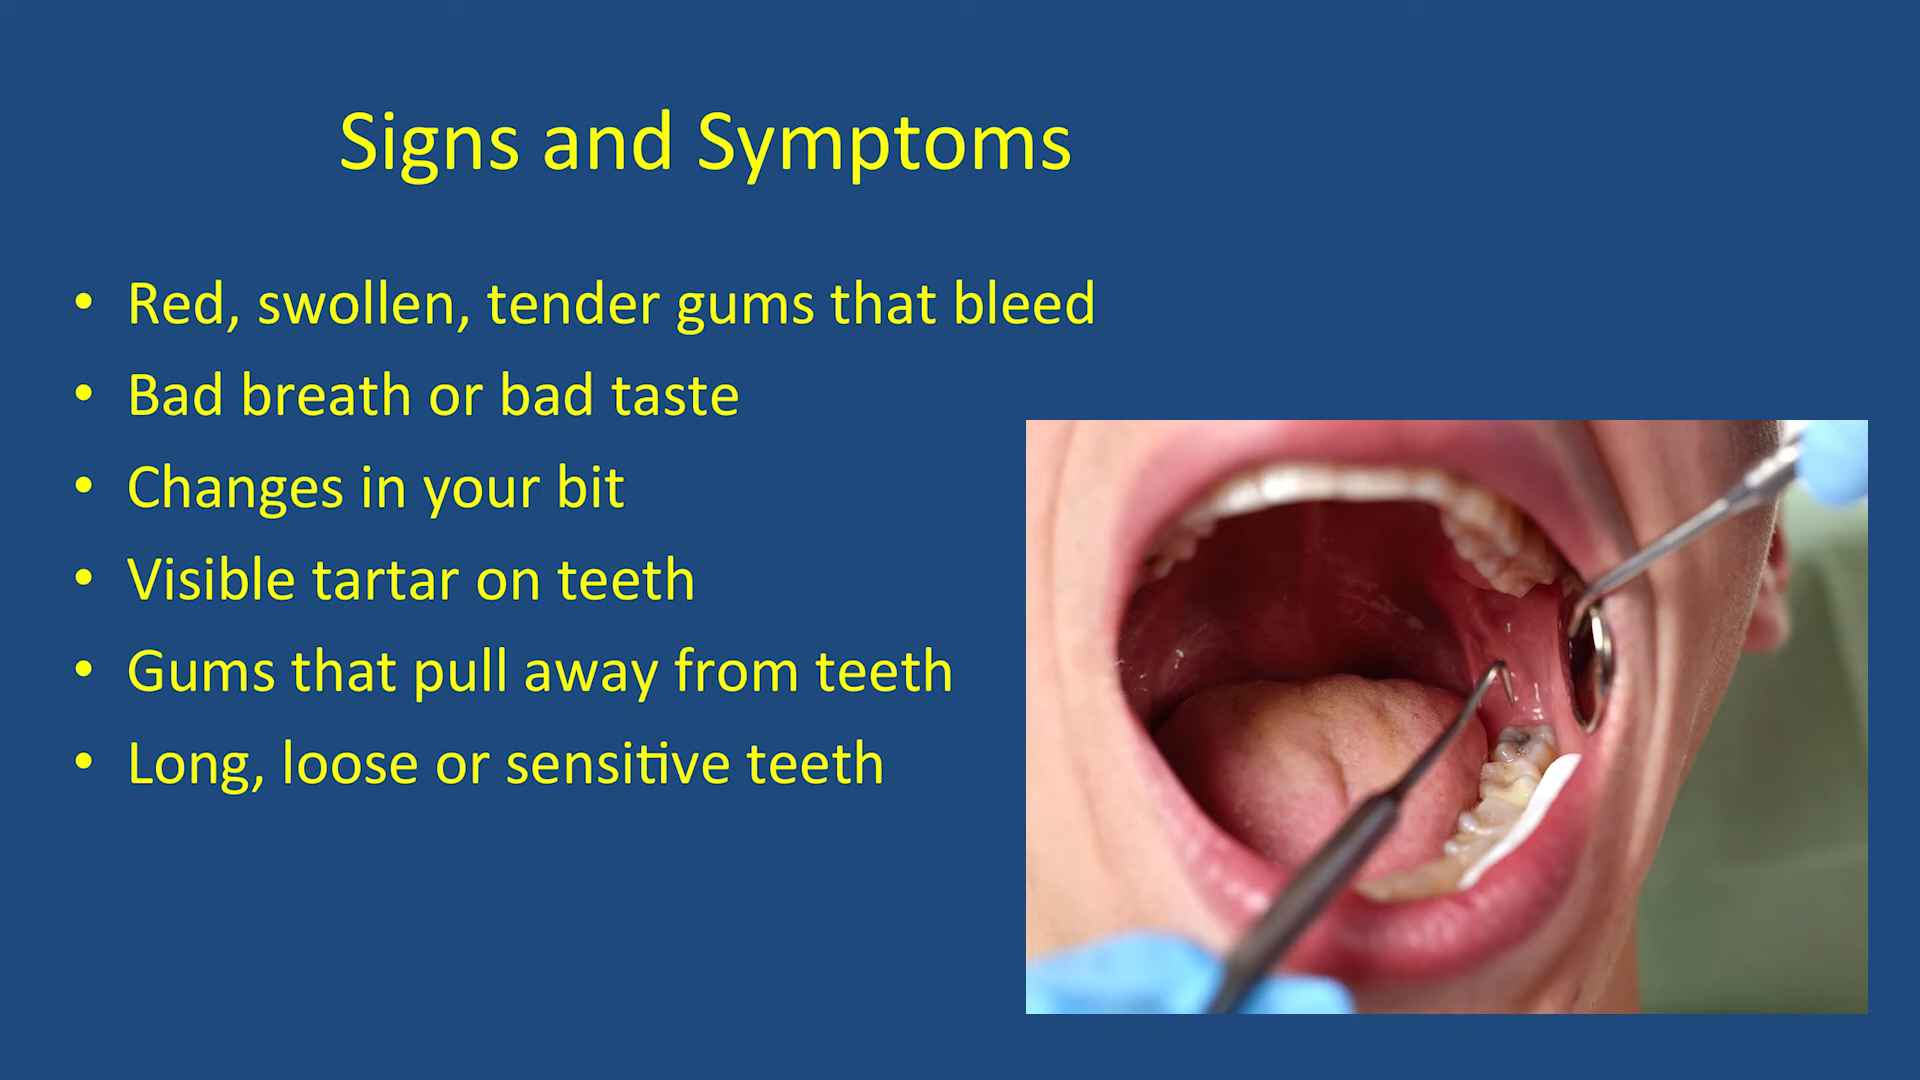 Signs and Symptoms
• Red, swollen, tender gums that bleed
• Bad breath or bad taste
• Changes in your bit
• Visible tartar on teeth
• Gums that pull away from teeth
• Long, loose or sensitive teeth